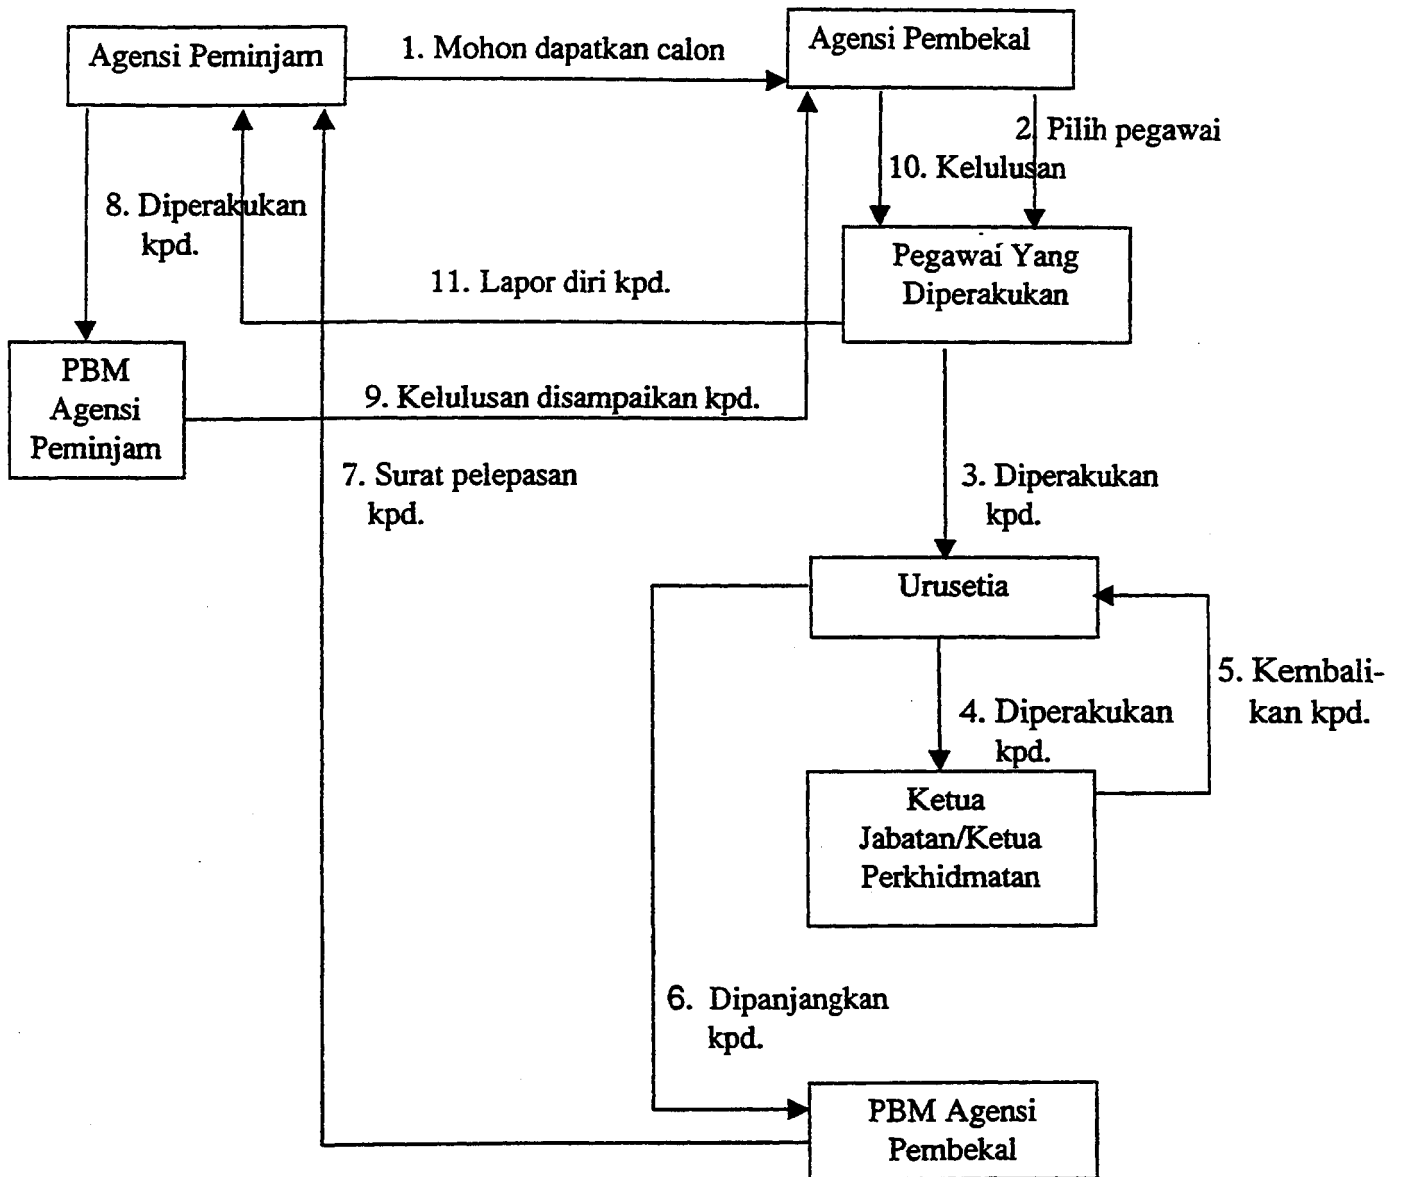 Agensi Peminjam
1. Mohon dapatkan calon
Agensi Pembekal
2. Pilih pegawai
10. Kelulusan
8. Diperakukan
kpd.
Pegawai Yang
Diperakukan
11. Lapor diri kpd.
PBM
Agensi
Peminjam
9. Kelulusan disampaikan kpd.
7. Surat pelepasan
kpd.
3. Diperakukan
kpd.
Urusetia
5. Kembali-
kan kpd.
4. Diperakukan
kpd.
Ketua
Jabatan/Ketua
Perkhidmatan
6. Dipanjangkan
kpd.
PBM Agensi
Pembekal